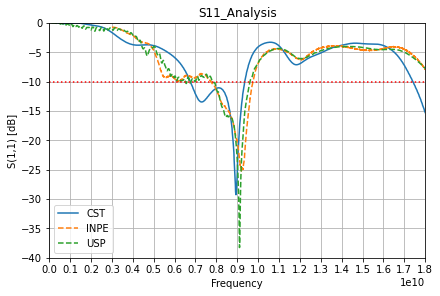 S11_Analysis
0
−5
−10
−15
−20
−25
−30
−35
−40
S(1,1) [dB]
CST
INPE
USP
0.0 0.1 0.2 0.3 0.4 0.5 0.6 0.7 0.8 0.9 1.0 1.1 1.2 1.3 1.4 1.5 1.6 1.7 1.8
Frequency
1e10